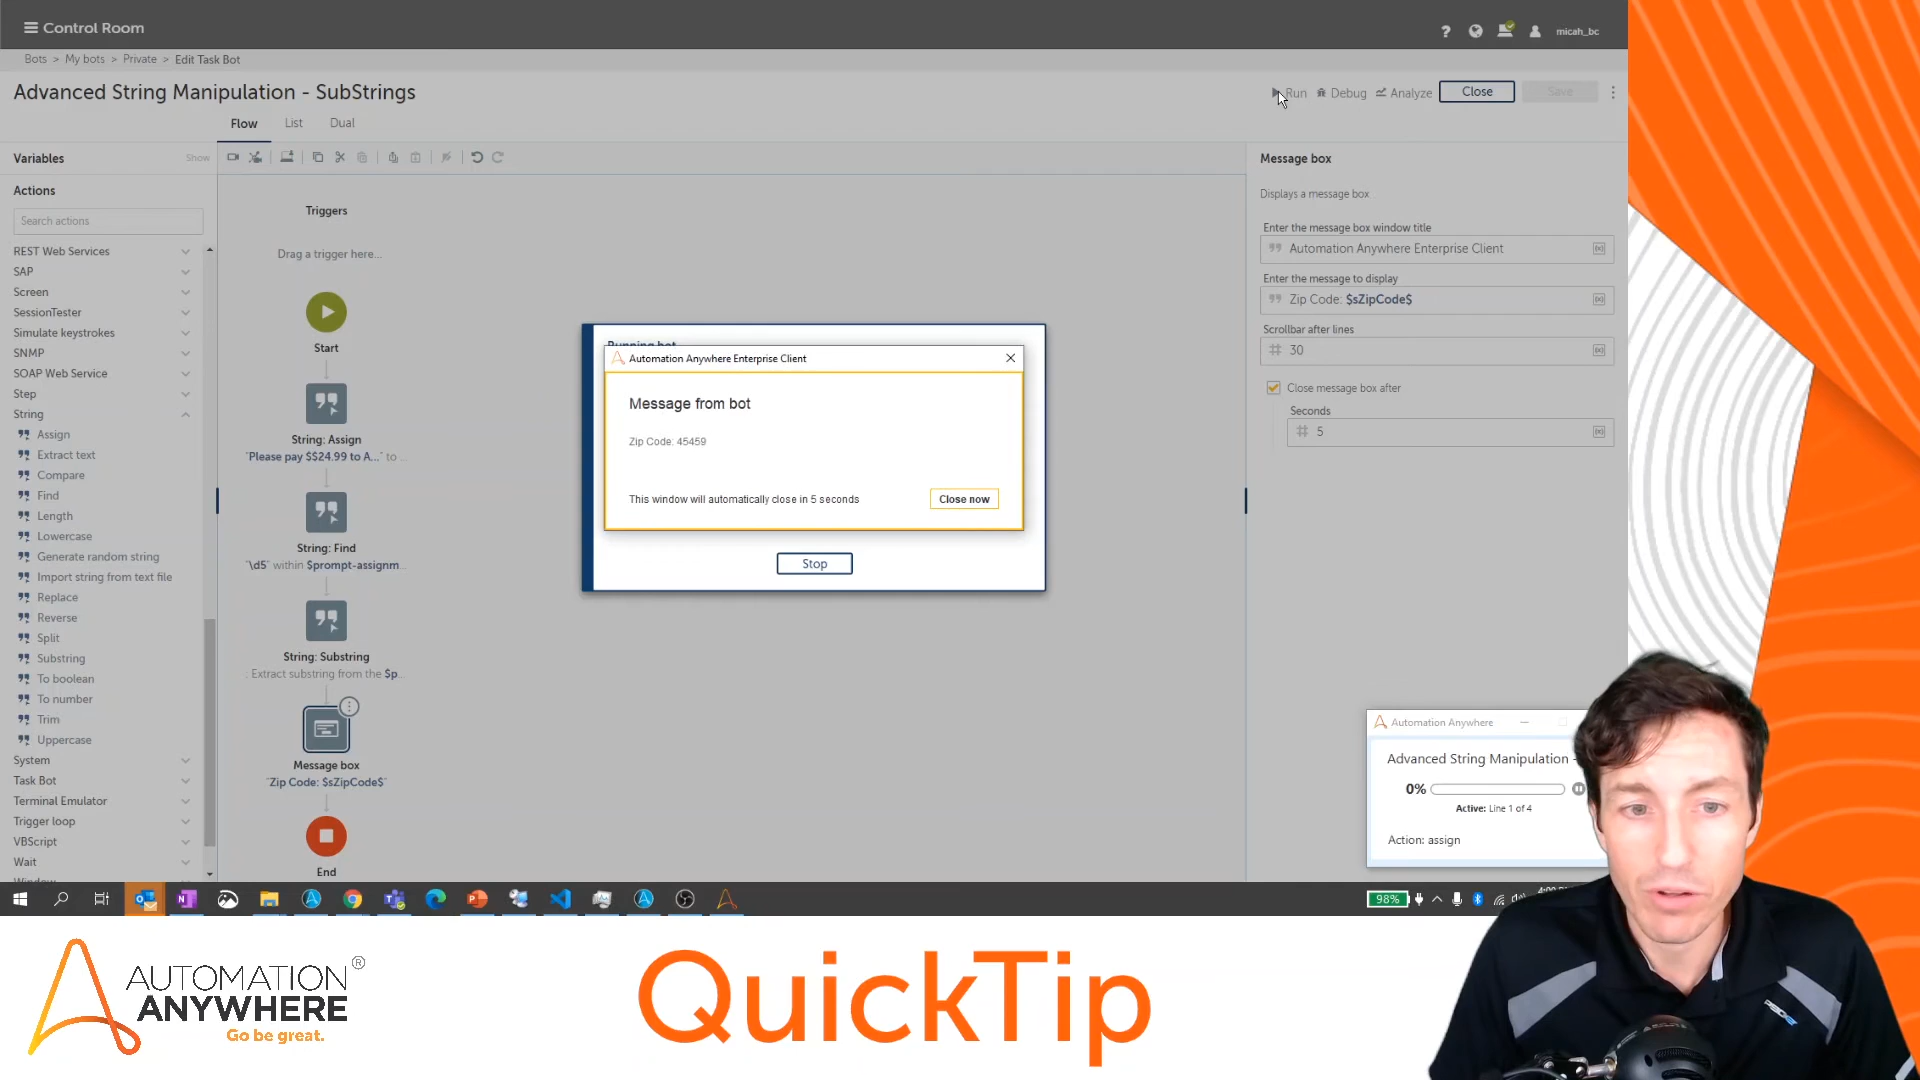 Control Room
micah_bc
Bots > My bots > Private > Edit Task Bot
Advanced String Manipulation - SubStrings
Run
Debug
Analyze
Close
Save
Flow
List
Dual
Variables
Show
Actions
Search actions
REST Web Services
SAP
Screen
SessionTester
Simulate keystrokes
SNMP
SOAP Web Service
Step
String
Assign
Extract text
Compare
Find
Length
Lowercase
Generate random string
Import string from text file
Replace
Reverse
Split
Substring
To boolean
To number
Trim
Uppercase
System
Task Bot
Terminal Emulator
Trigger loop
VBScript
Wait
Triggers
Drag a trigger here...
Start
String: Assign
"Please pay $$24.99 to A..." to ...
String: Find
"\d5" within $prompt-assignm...
String: Substring
: Extract substring from the $p...
Message box
"Zip Code: $sZipCode$"
End
Automation Anywhere Enterprise Client
Message from bot
Zip Code: 45459
This window will automatically close in 5 seconds
Close now
Stop
Message box
Displays a message box
Enter the message box window title
Automation Anywhere Enterprise Client
Enter the message to display
Zip Code: $sZipCode$
Scrollbar after lines
30
Close message box after
Seconds
5
Automation Anywhere
Advanced String Manipulation -
0%
Active: Line 1 of 4
Action: assign
98%
AUTOMATION ®
ANYWHERE
Go be great.
QuickTip